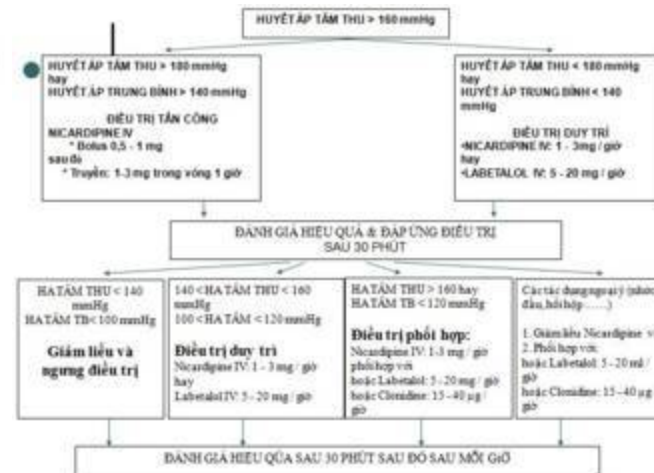 HUYẾT ÁP TÂM THU > 160 mmHg
HUYẾT ÁP TÂM THU > 180 mmHg
hay
HUYẾT ÁP TRUNG BÌNH > 140 mmHg
ĐIỀU TRỊ TẤN CÔNG
NICARDIPINE IV
* Bolus 0,5 - 1 mg
sau đó
* Truyền: 1-3 mg trong vòng 1 giờ
HUYẾT ÁP TÂM THU < 180 mmHg
hay
HUYẾT ÁP TRUNG BÌNH < 140
mmHg
ĐIỀU TRỊ DUY TRÌ
•NICARDIPINE IV: 1 - 3mg / giờ
hay
•LABETALOL IV: 5 - 20 mg / giờ
ĐÁNH GIÁ HIỆU QUẢ & ĐÁP ỨNG ĐIỀU TRỊ
SAU 30 PHÚT
HA TÂM THU < 140
mmHg
HA TÂM TB< 100 mmHg
Giảm liều và
ngưng điều trị
140 < HA TÂM THU < 160
mmHg
100 < HA TÂM < 120 mmHg
Điều trị duy trì
Nicardipine IV: 1 - 3 mg / giờ
hay
Labetalol IV: 5 - 20 mg / giờ
HA TÂM THU > 160 hay
HA TÂM TB < 120 mmHg
Điều trị phối hợp:
Nicardipine IV: 1-3 mg / giờ
phối hợp với
hoặc Labetalol: 5 - 20 mg / giờ
hoặc Clonidine: 15 - 40 µg /
giờ
Các tác dụng ngoại ý (nhức
đầu, hồi hộp ……)
1. Giảm liều Nicardipine v
2. Phối hợp với:
hoặc Labetalol: 5 - 20 ml /
giờ
hoặc Clonidine: 15 - 40 µg /
giờ
ĐÁNH GIÁ HIỆU QỦA SAU 30 PHÚT SAU ĐÓ SAU MỖI GIỜ